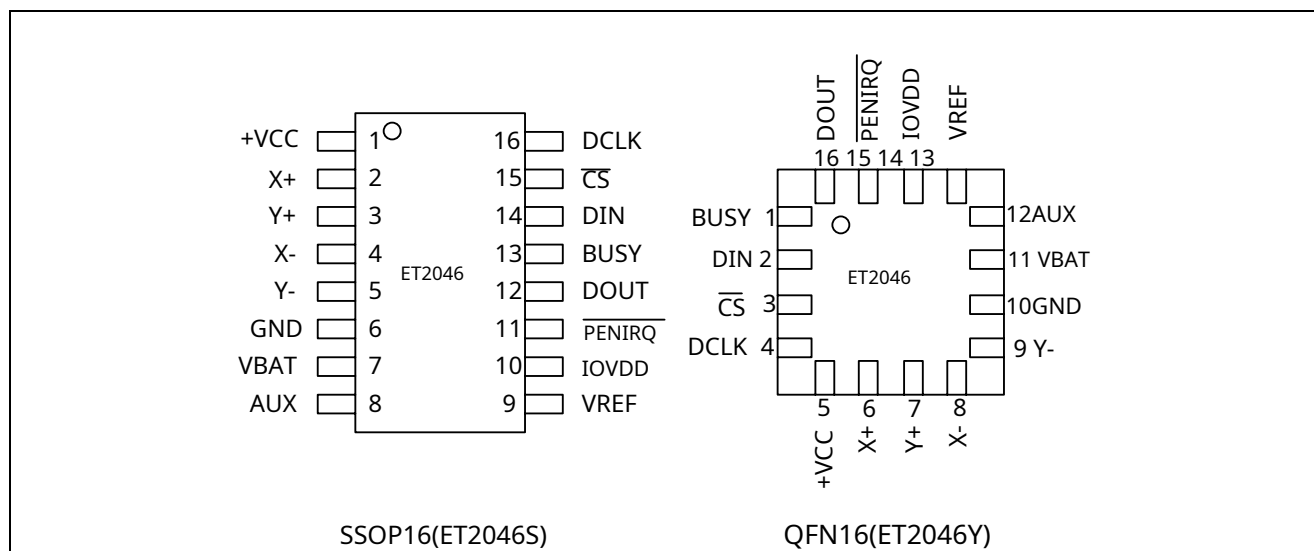 +VCC 1 16 DCLK
X+ 2 15 CS
Y+ 3 14 DIN
X- 4 13 BUSY
ET2046
Y- 5 12 DOUT
GND 6 11 PENIRQ
VBAT 7 10 IOVDD
AUX 8 9 VREF
SSOP16(ET2046S)
DOUT
PENIRQ
IOVDD
VREF
16 15 14 13
BUSY 1
DIN 2
CS 3
DCLK 4
ET2046
12AUX
11 VBAT
10GND
9 Y-
5 6 7 8
+VCC
X+
Y+
X-
QFN16(ET2046Y)